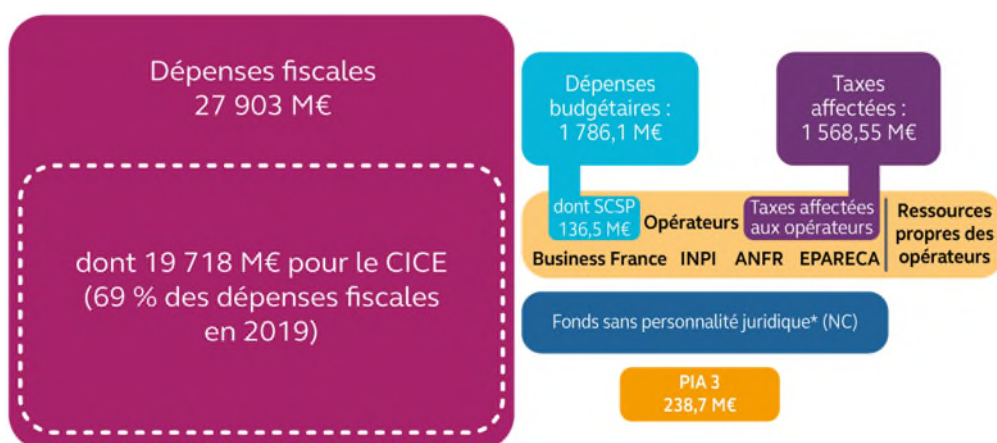 Dépenses fiscales
27 903 M€
dont 19 718 M€ pour le CICE
(69 % des dépenses fiscales
en 2019)
Dépenses
budgétaires :
1 786,1 M€
Taxes
affectées :
1 568,55 M€
dont SCSP
136,5 M€
Opérateurs
Taxes affectées
aux opérateurs
Ressources
propres des
opérateurs
Business France INPI ANFR EPARECA
Fonds sans personnalité juridique* (NC)
PIA 3
238,7 M€